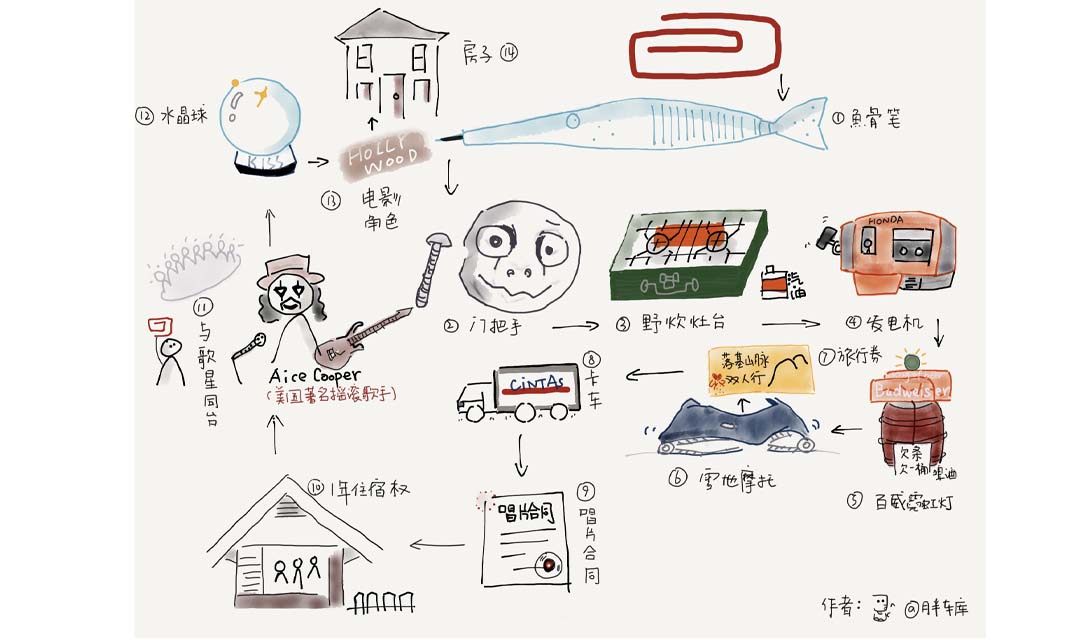 房子 ⑭
① 魚骨笔
⑫ 水晶球
KISS
HOLLY
WOOD
⑬ 电影
角色
② 门把手
③ 野炊灶台
汽
油
HONDA
④ 发电机
Budweiser
欠条
欠一桶
啤油
⑤ 百威霓虹灯
⑥ 雪地摩托
⑦ 旅行券
落基山脉
双人行
⑧
卡
车
CiNTAS
⑨
唱
片
合
同
唱片合同
⑩ 1年住宿权
⑪
与
歌
星
同
台
Aice Cooper
(美国著名摇滚歌手)
作者: @胖车库